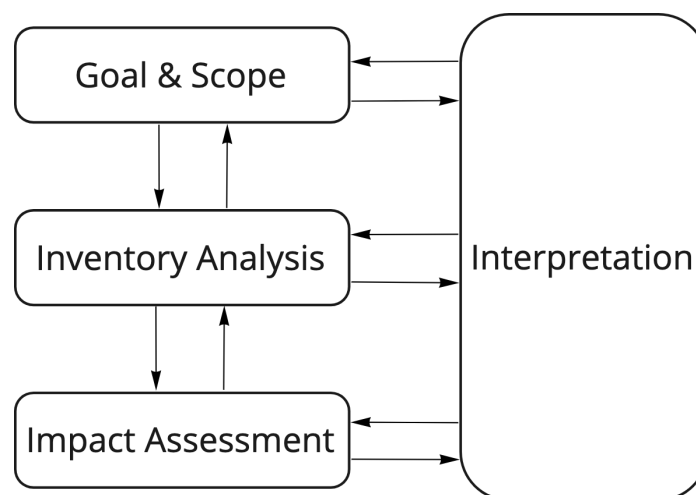 Goal & Scope
Inventory Analysis
Interpretation
Impact Assessment